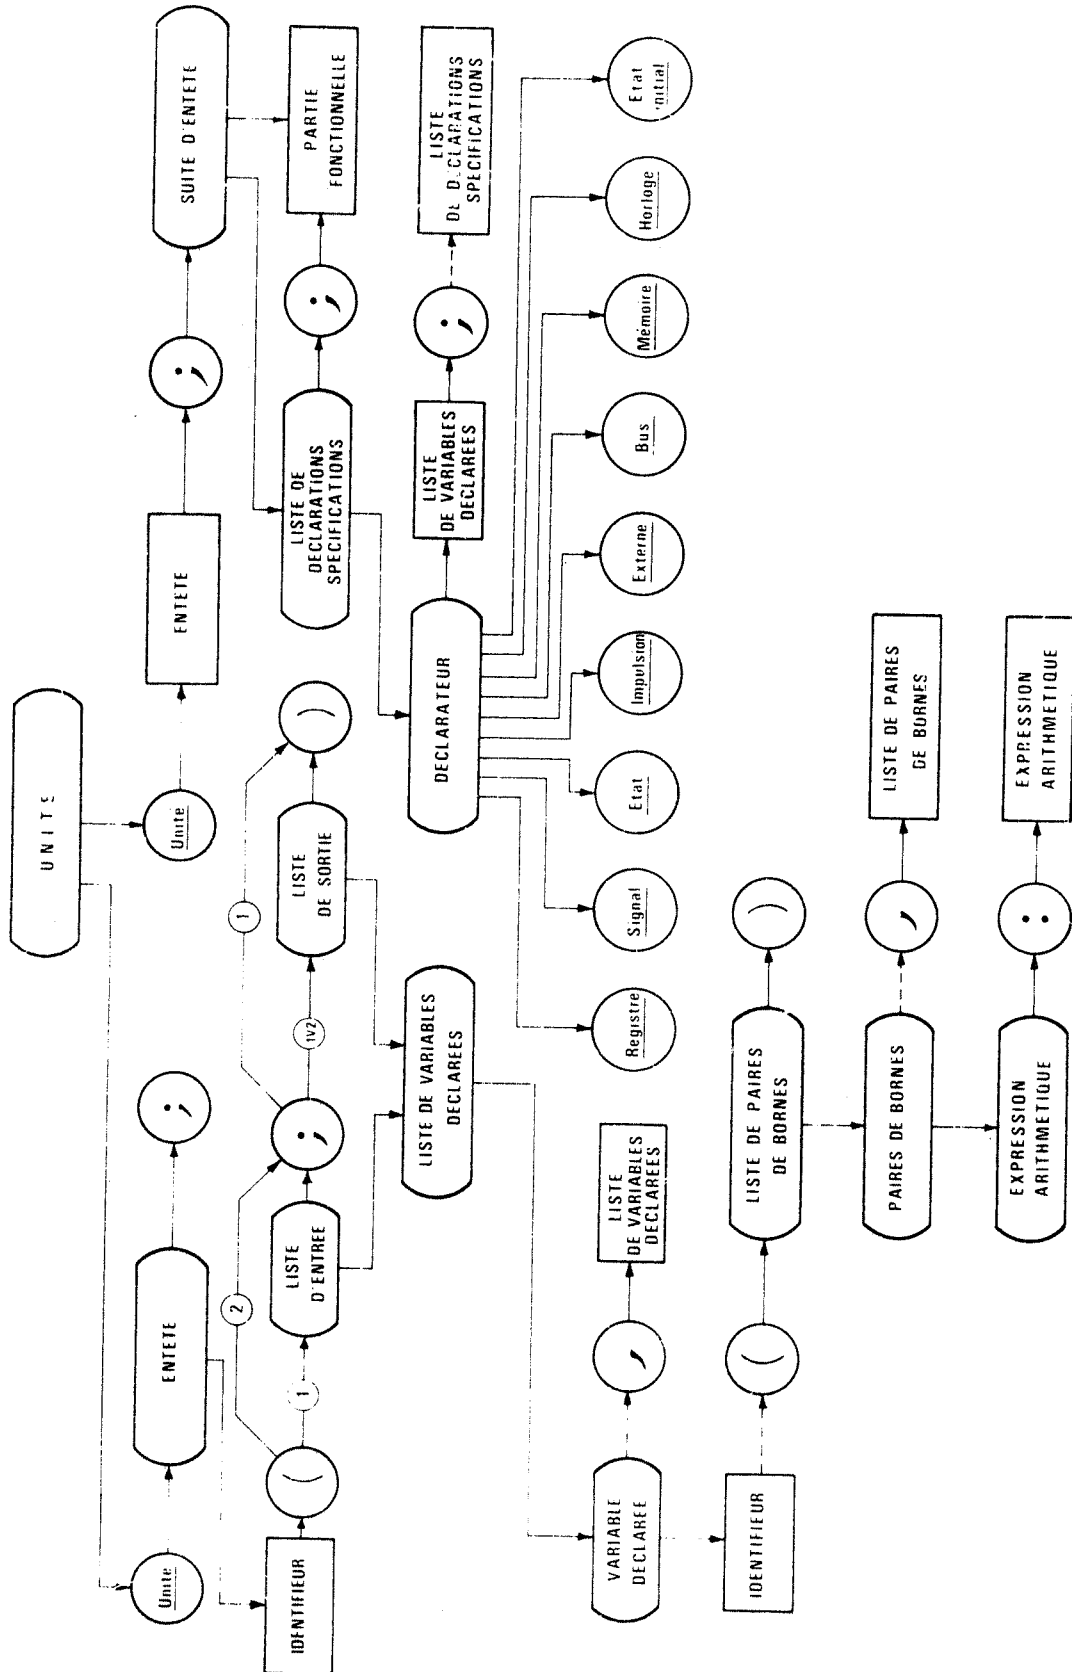 UNITS
Unite
ENTETE
;
Unite
ENTETE
;
SUITE D'ENTETE
IDENTIFIEUR
(
1
2
LISTE
D'ENTREE
;
1V2
1
LISTE
DE SORTIE
)
LISTE DE
DECLARATIONS
SPECIFICATIONS
;
PARTIE
FONCTIONNELLE
LISTE DE VARIABLES
DECLAREES
DECLARATEUR
LISTE
DE VARIABLES
DECLAREES
;
LISTE
DE DECLARATIONS
SPECIFICATIONS
Registre
Signal
Etat
Impulsion
Externe
Bus
Mémoire
Horloge
Etat
initial
VARIABLE
DECLAREE
,
LISTE
DE VARIABLES
DECLAREES
IDENTIFIEUR
(
LISTE DE PAIRES
DE BORNES
)
PAIRES DE BORNES
,
LISTE DE PAIRES
DE BORNES
EXPRESSION
ARITHMETIQUE
:
EXPRESSION
ARITHMETIQUE